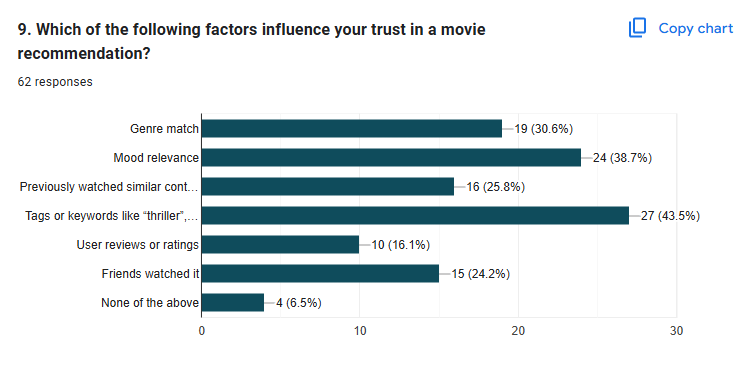 9. Which of the following factors influence your trust in a movie
recommendation?
Copy chart
62 responses
Genre match 19 (30.6%)
Mood relevance 24 (38.7%)
Previously watched similar cont... 16 (25.8%)
Tags or keywords like “thriller”,... 27 (43.5%)
User reviews or ratings 10 (16.1%)
Friends watched it 15 (24.2%)
None of the above 4 (6.5%)
0 10 20 30